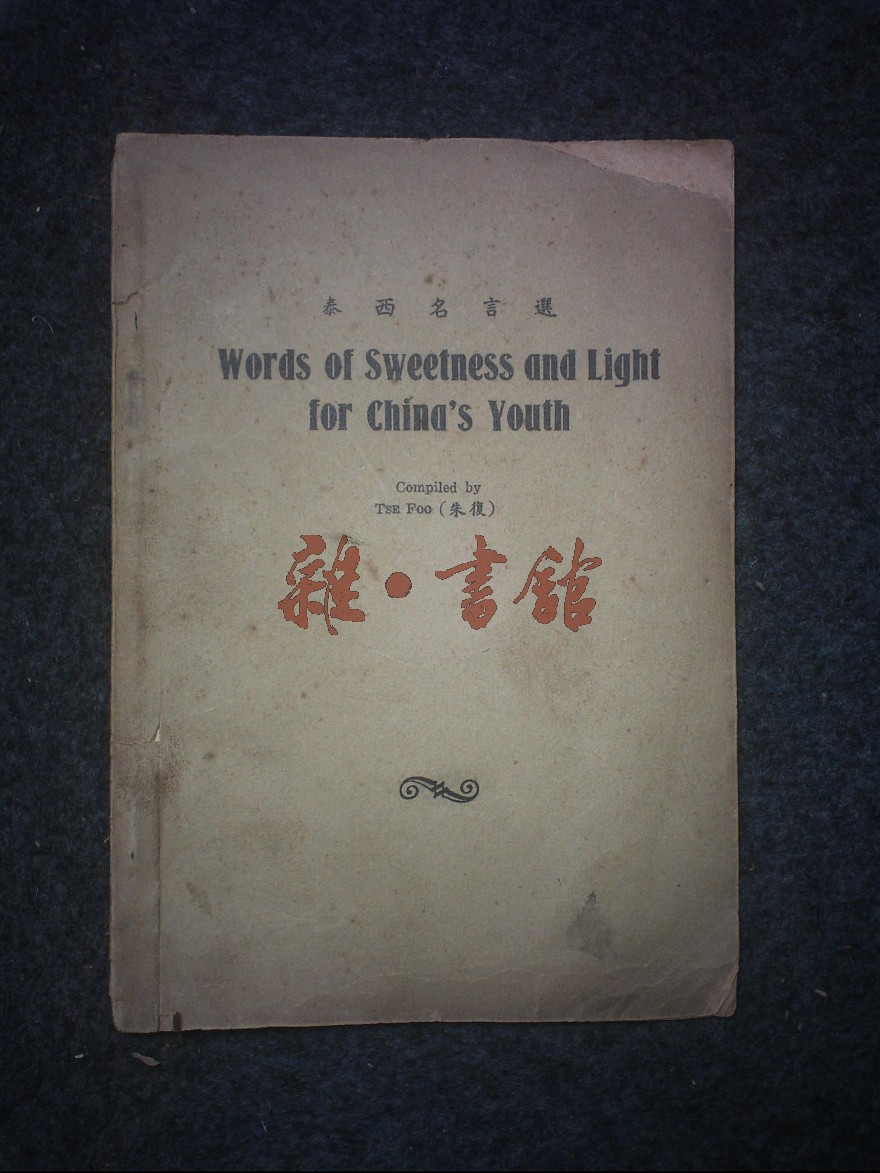 泰西名言選
Words of Sweetness and Light
for China's Youth
Compiled by
TSE FOO (朱復)
雜·書館